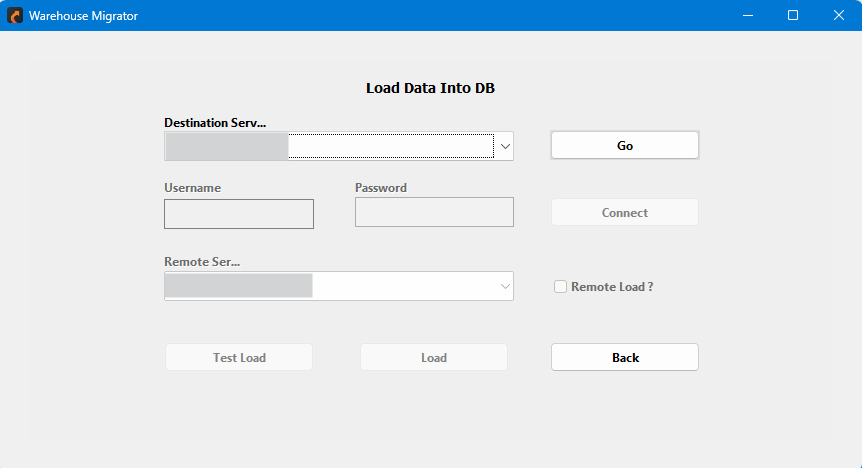 Warehouse Migrator
Load Data Into DB
Destination Serv...
Go
Username
Password
Connect
Remote Ser...
Remote Load ?
Test Load
Load
Back